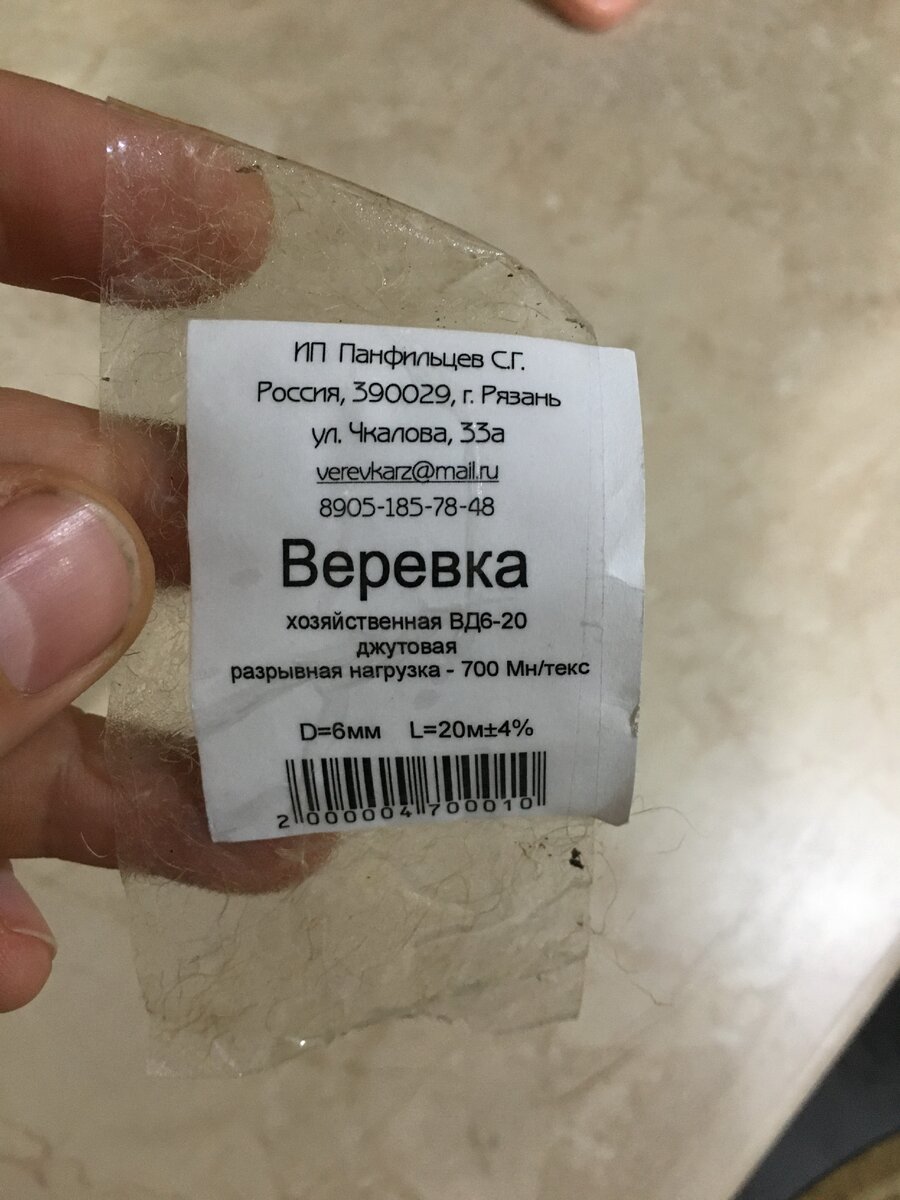 ИП Панфильцев С.Г.
Россия, 390029, г. Рязань
ул. Чкалова, 33а
verevkarz@mail.ru
8905-185-78-48
Веревка
хозяйственная ВД6-20
джутовая
разрывная нагрузка - 700 Мн/текс
D=6мм L=20м±4%
2 000004 700010